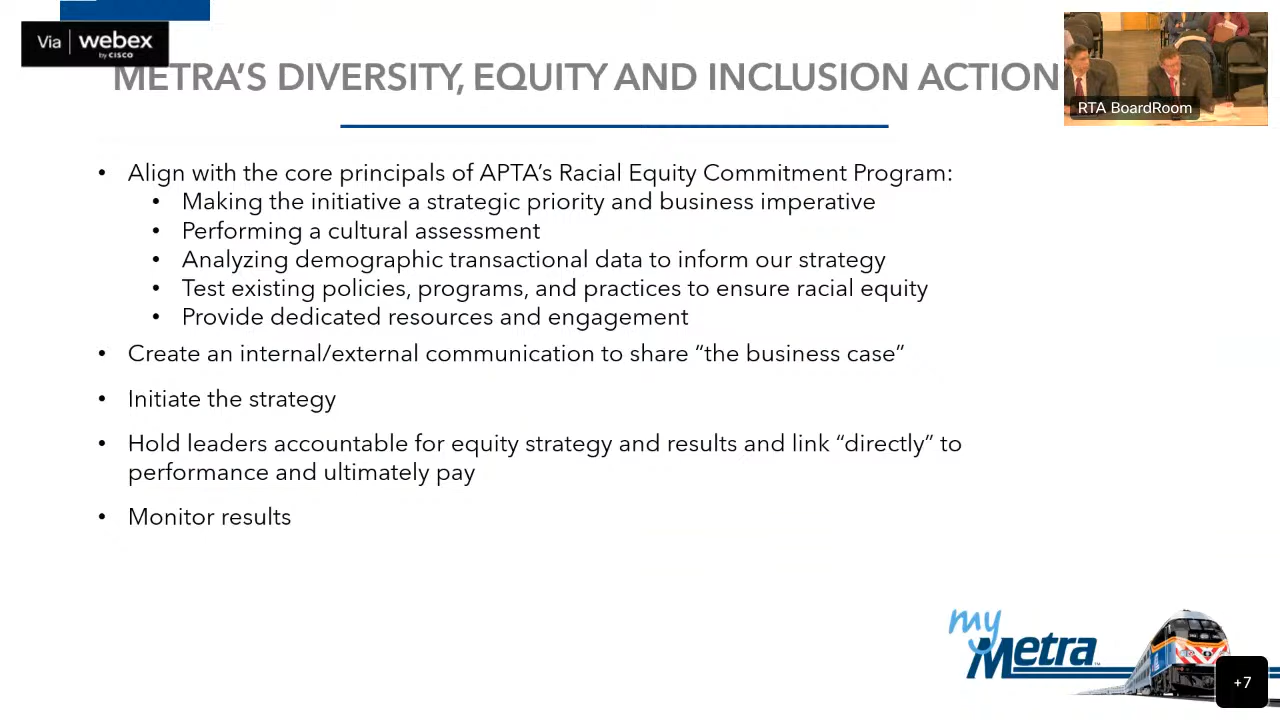 Via webex
by CISCO
METRA'S DIVERSITY, EQUITY AND INCLUSION ACTION
RTA BoardRoom
• Align with the core principals of APTA's Racial Equity Commitment Program:
• Making the initiative a strategic priority and business imperative
• Performing a cultural assessment
• Analyzing demographic transactional data to inform our strategy
• Test existing policies, programs, and practices to ensure racial equity
• Provide dedicated resources and engagement
• Create an internal/external communication to share “the business case”
• Initiate the strategy
• Hold leaders accountable for equity strategy and results and link “directly” to
performance and ultimately pay
• Monitor results
my
Metra
+7